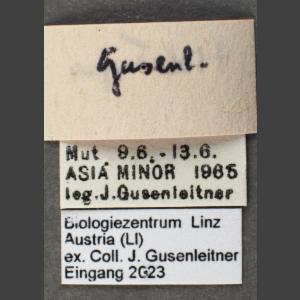 Gusenl.
Mut 9.6.-13.6.
ASIA MINOR 1965
leg.J.Gusenleitner
Biologiezentrum Linz
Austria (LI)
ex. Coll. J. Gusenleitner
Eingang 2023